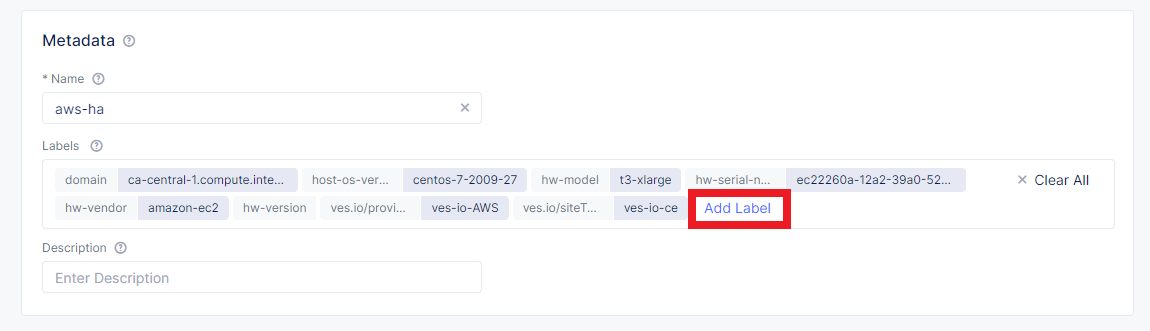 Metadata
* Name
aws-ha
Labels
domain ca-central-1.compute.inte... host-os-ver... centos-7-2009-27 hw-model t3-xlarge hw-serial-n... ec22260a-12a2-39a0-52... Clear All
hw-vendor amazon-ec2 hw-version ves.io/provi... ves-io-AWS ves.io/siteT... ves-io-ce Add Label
Description
Enter Description